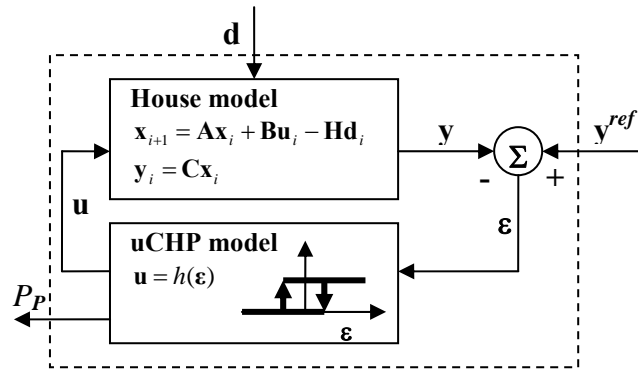 d
House model
x_{i+1} = Ax_i + Bu_i − Hd_i
y_i = Cx_i
y
Σ
-
+
y^{ref}
u
ε
uCHP model
u = h(ε)
ε
P_P